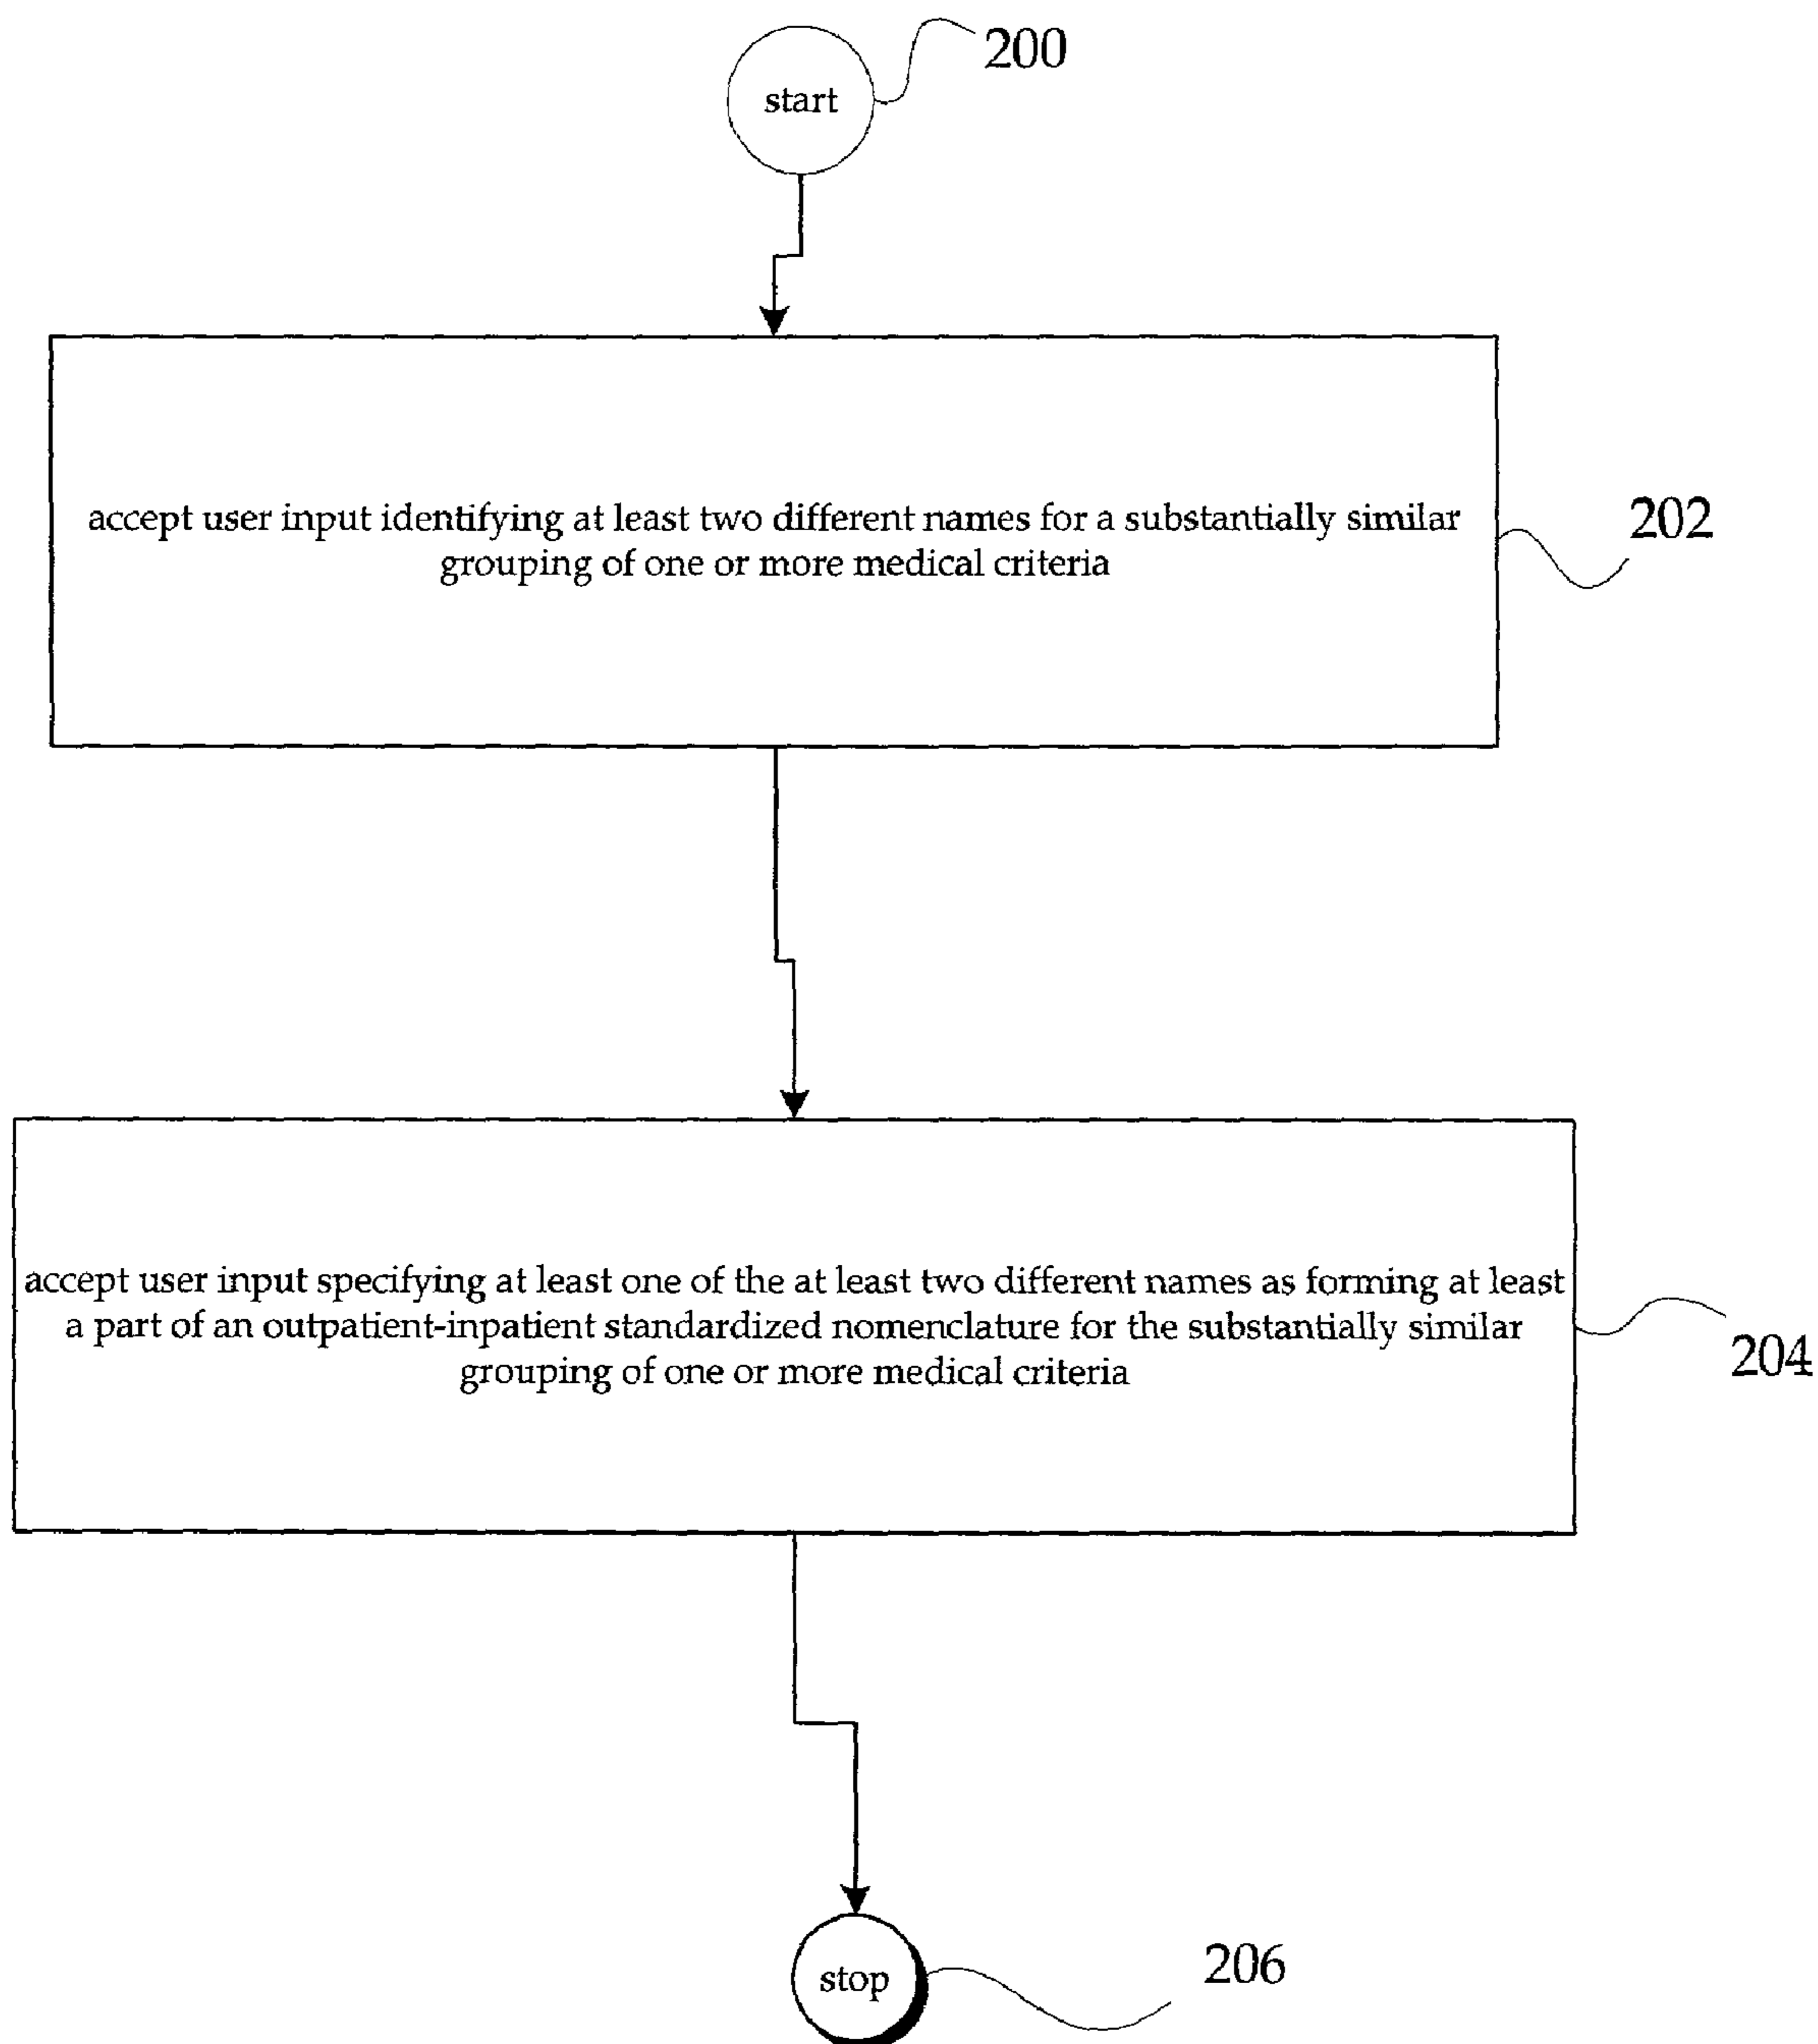 200
start
accept user input identifying at least two different names for a substantially similar
grouping of one or more medical criteria
202
accept user input specifying at least one of the at least two different names as forming at least
a part of an outpatient-inpatient standardized nomenclature for the substantially similar
grouping of one or more medical criteria
204
stop
206